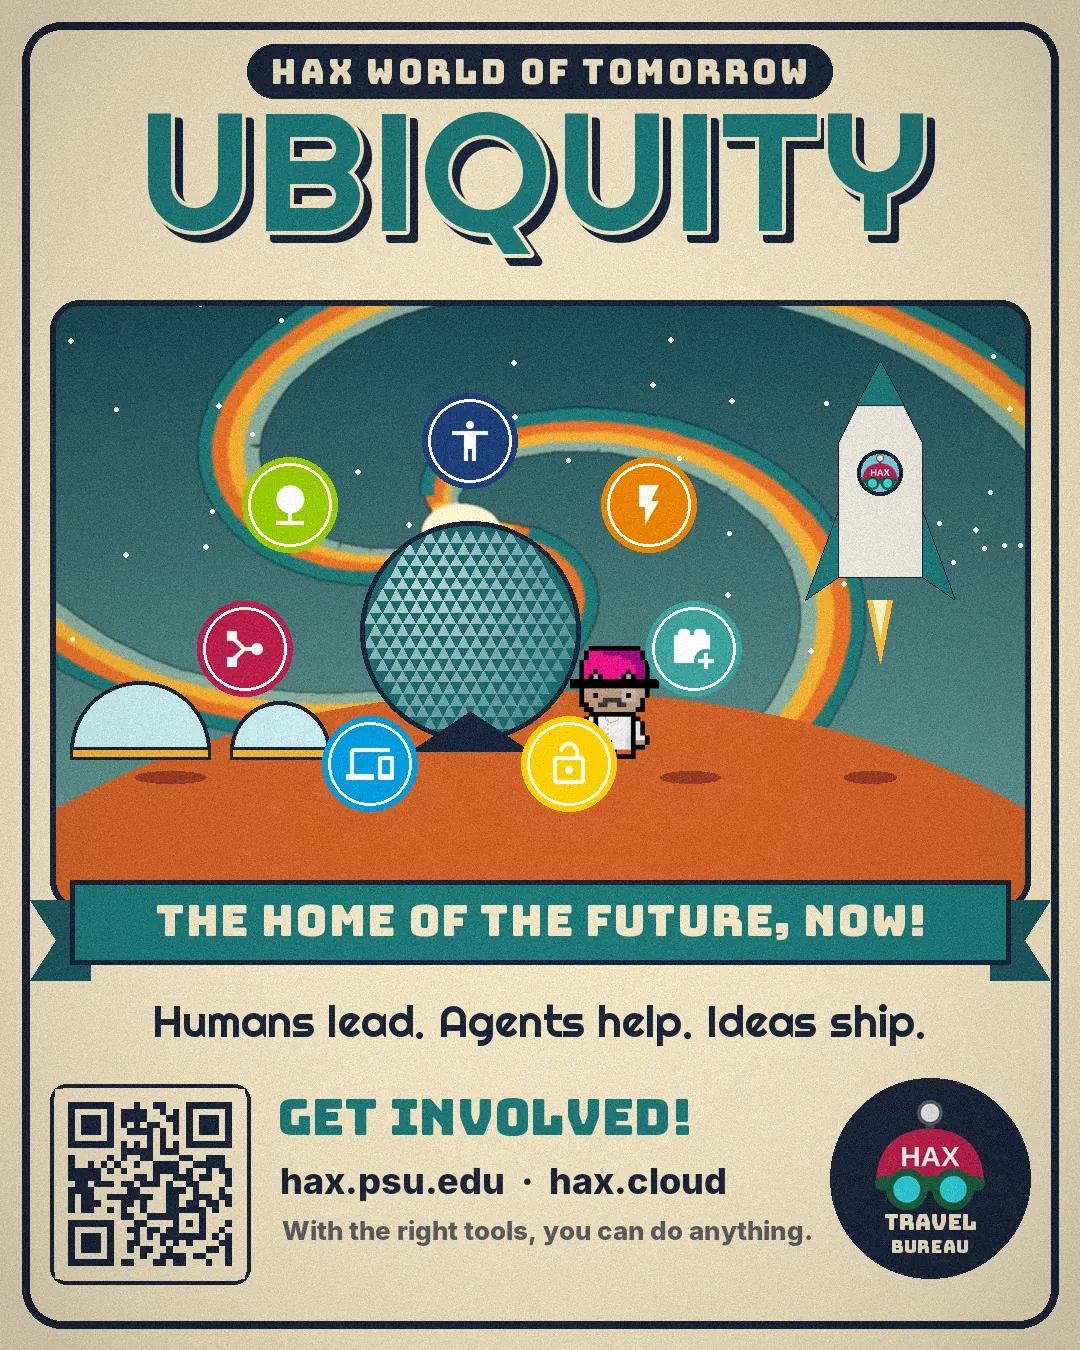 HAX WORLD OF TOMORROW
UBIQUITY
HAX
THE HOME OF THE FUTURE, NOW!
Humans lead. Agents help. Ideas ship.
GET INVOLVED!
hax.psu.edu · hax.cloud
With the right tools, you can do anything.
HAX
TRAVEL
BUREAU